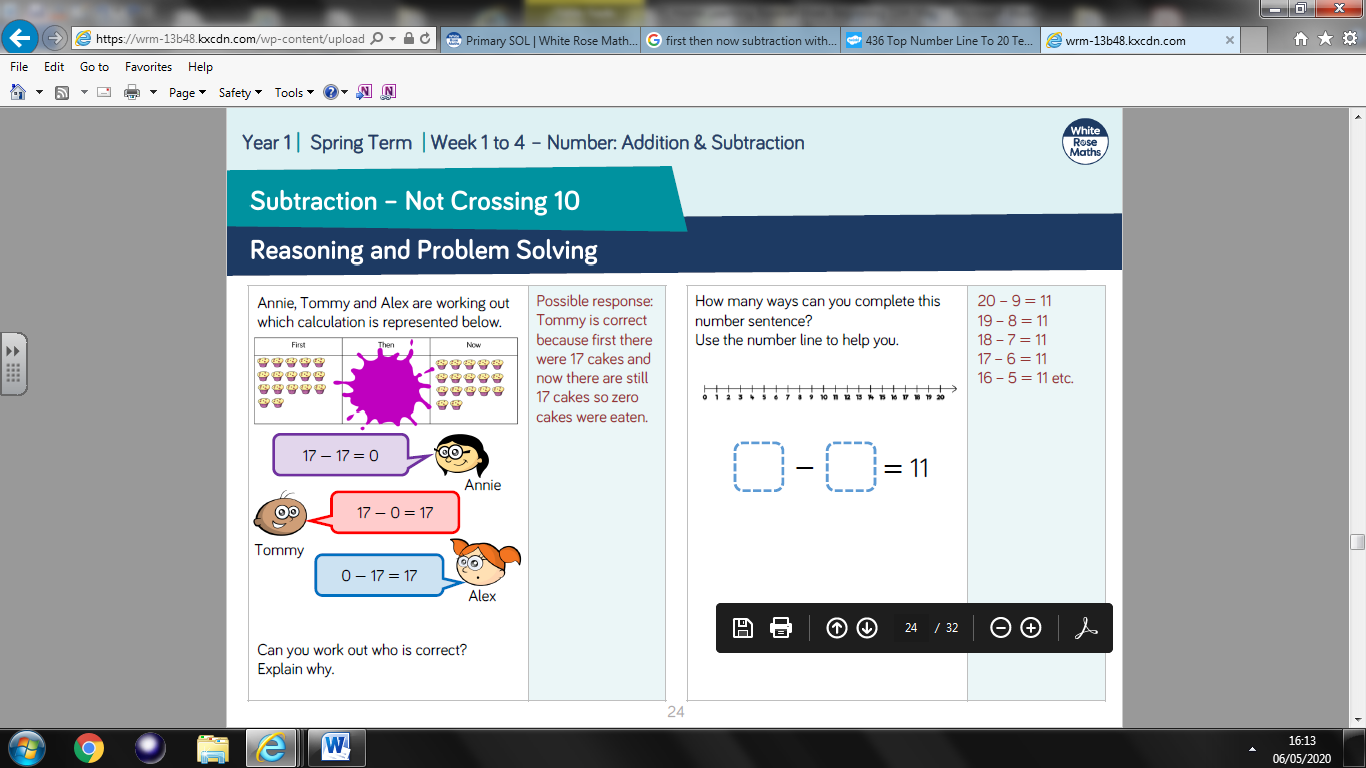 https://wrm-13b48.kxcdn.com/wp-content/upload
Primary SOL | White Rose Math...
first then now subtraction with...
436 Top Number Line To 20 Te...
wrm-13b48.kxcdn.com
File Edit Go to Favorites Help
Page Safety Tools
Year 1 | Spring Term | Week 1 to 4 – Number: Addition & Subtraction
White
Rose
Maths
Subtraction – Not Crossing 10
Reasoning and Problem Solving
Annie, Tommy and Alex are working out
which calculation is represented below.
First Then Now
17 – 17 = 0
Annie
17 – 0 = 17
Tommy
0 – 17 = 17
Alex
Can you work out who is correct?
Explain why.
Possible response:
Tommy is correct
because first there
were 17 cakes and
now there are still
17 cakes so zero
cakes were eaten.
How many ways can you complete this
number sentence?
Use the number line to help you.
0 1 2 3 4 5 6 7 8 9 10 11 12 13 14 15 16 17 18 19 20
– = 11
20 – 9 = 11
19 – 8 = 11
18 – 7 = 11
17 – 6 = 11
16 – 5 = 11 etc.
24 / 32
24
16:13
06/05/2020